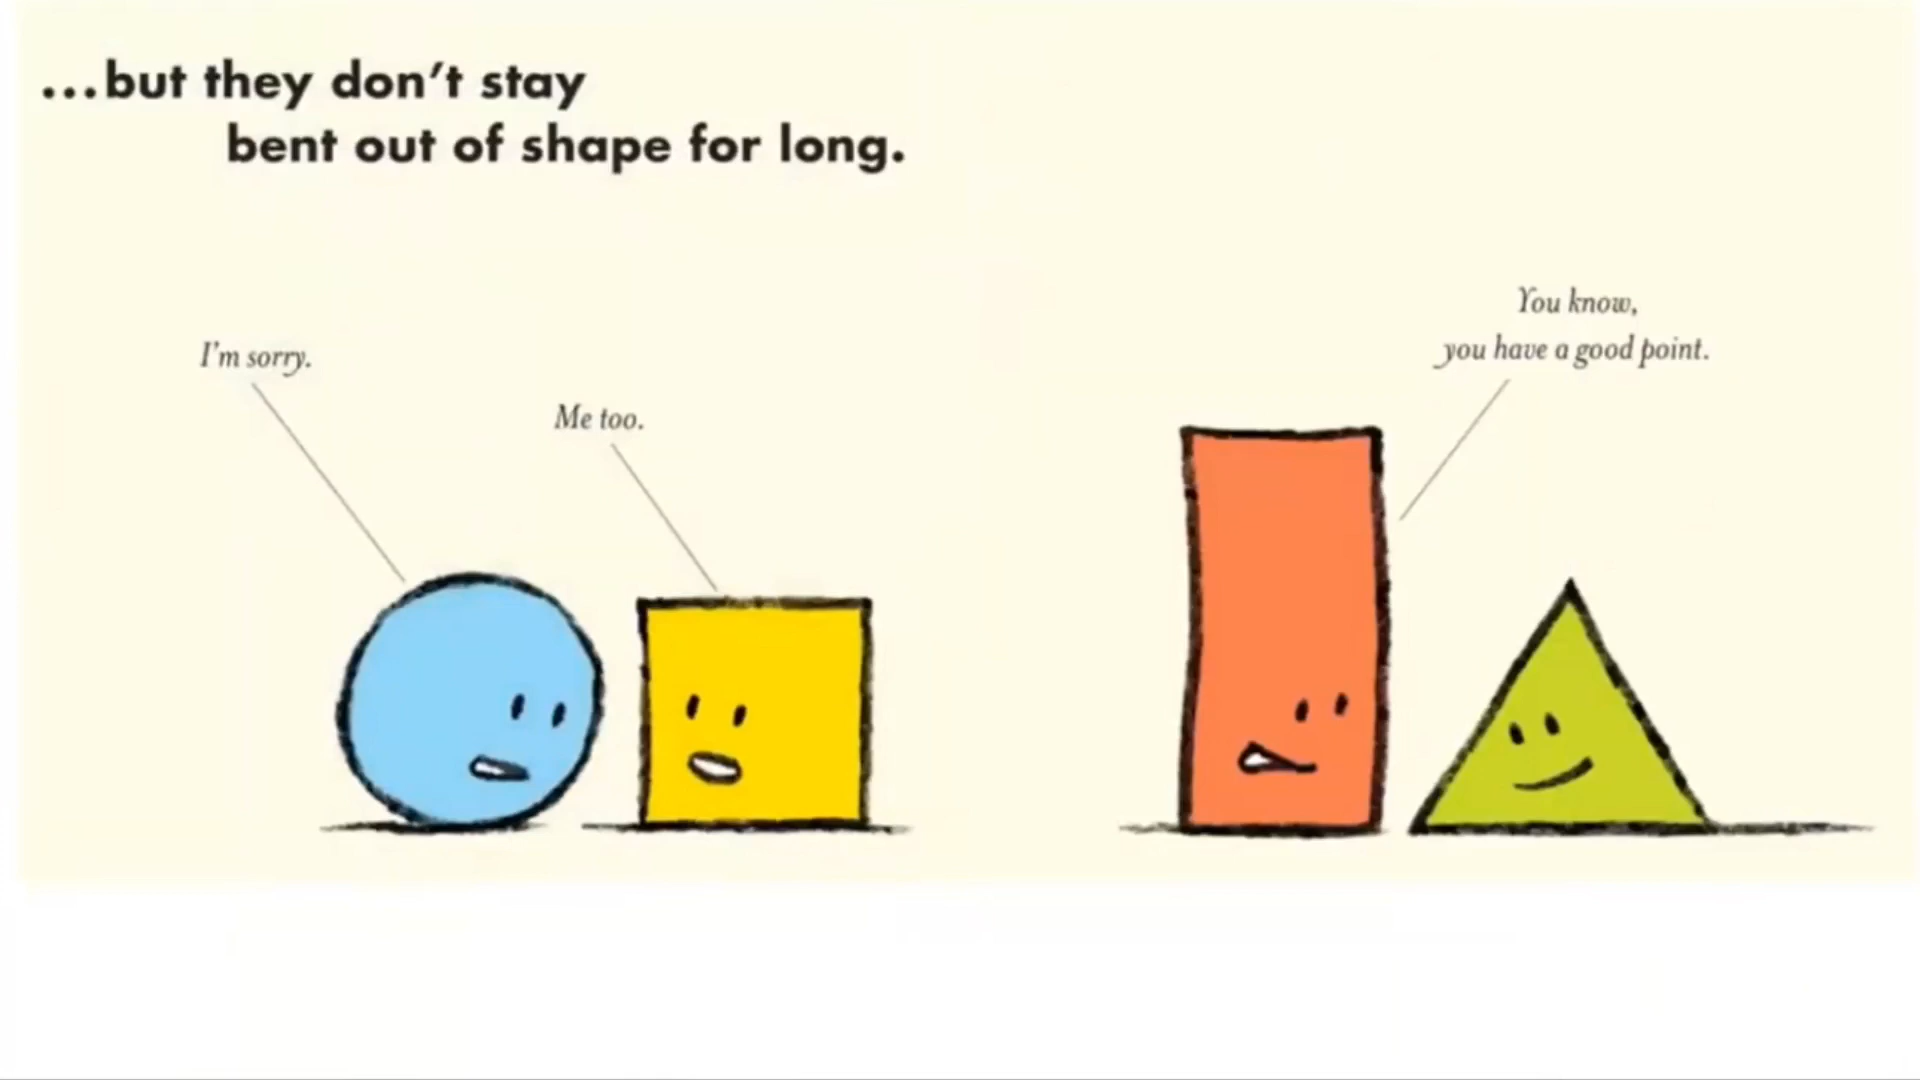 ...but they don't stay
bent out of shape for long.
I'm sorry.
Me too.
You know,
you have a good point.